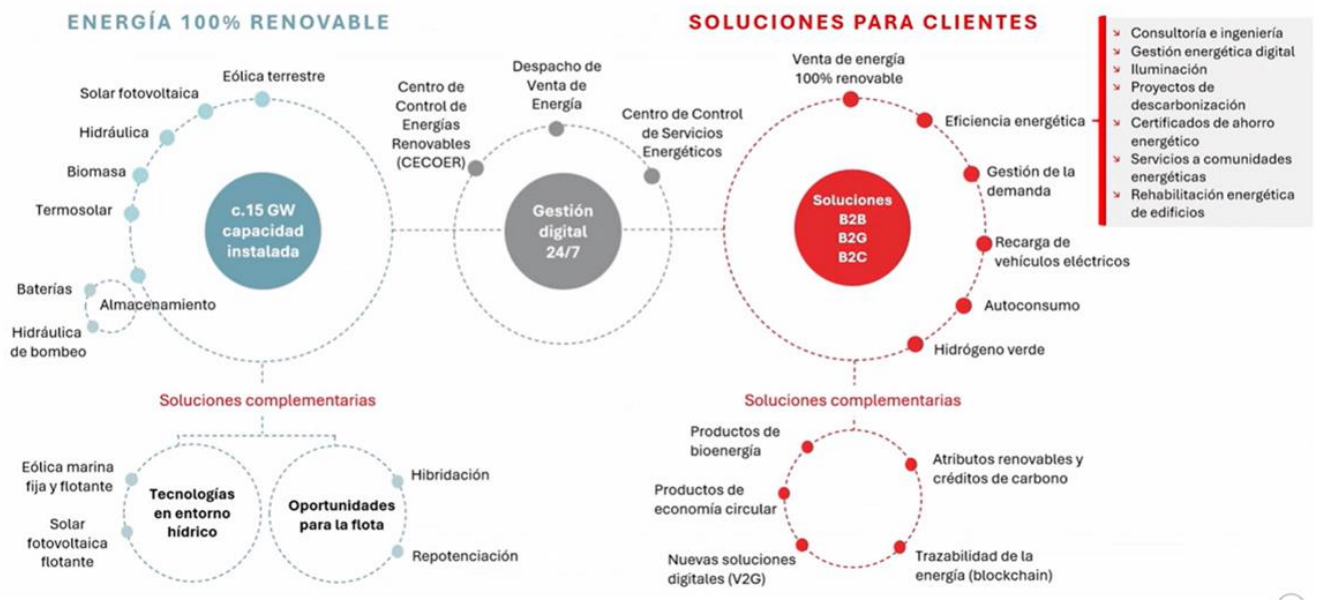 ENERGÍA 100% RENOVABLE
Eólica terrestre
Solar fotovoltaica
Hidráulica
Biomasa
Termosolar
Almacenamiento
Baterías
Hidráulica
de bombeo
c.15 GW
capacidad
instalada
Soluciones complementarias
Eólica marina
fija y flotante
Solar
fotovoltaica
flotante
Tecnologías
en entorno
hídrico
Oportunidades
para la flota
Hibridación
Repotenciación
Centro de
Control de
Energías
Renovables
(CECOER)
Despacho de
Venta de
Energía
Centro de Control
de Servicios
Energéticos
Gestión
digital
24/7
SOLUCIONES PARA CLIENTES
Venta de energía
100% renovable
Eficiencia energética
Consultoría e ingeniería
Gestión energética digital
Iluminación
Proyectos de
descarbonización
Certificados de ahorro
energético
Servicios a comunidades
energéticas
Rehabilitación energética
de edificios
Gestión de la
demanda
Recarga de
vehículos eléctricos
Autoconsumo
Hidrógeno verde
Soluciones
B2B
B2G
B2C
Soluciones complementarias
Productos de
bioenergía
Productos de
economía circular
Nuevas soluciones
digitales (V2G)
Atributos renovables y
créditos de carbono
Trazabilidad de la
energía (blockchain)